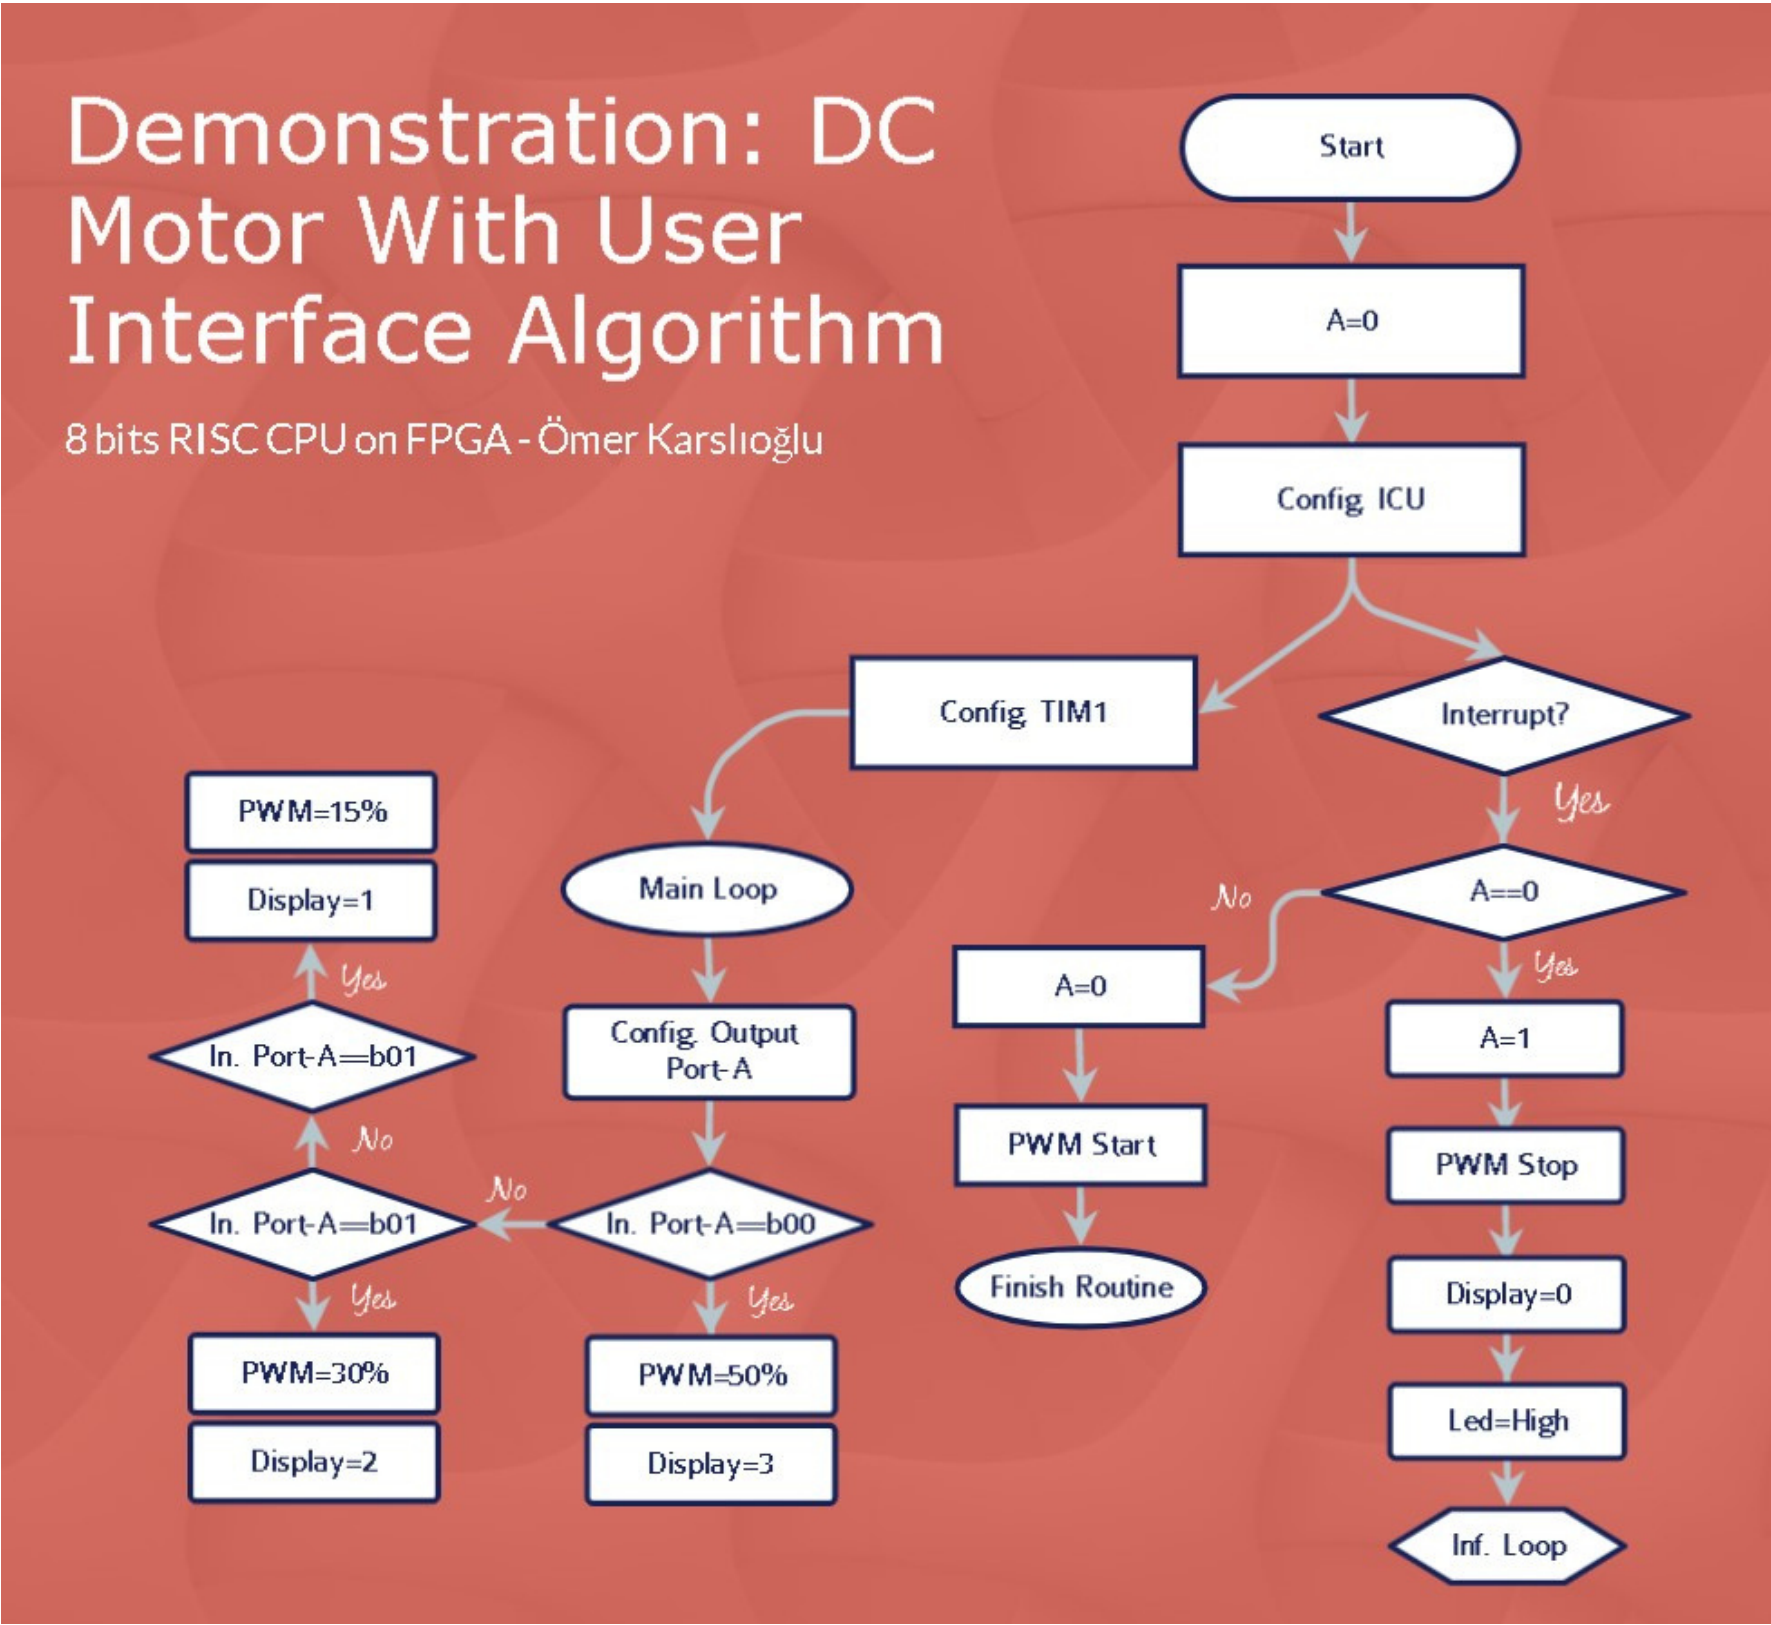 Demonstration: DC
Motor With User
Interface Algorithm
8 bits RISC CPU on FPGA - Ömer Karslıoğlu
Start
A=0
Config. ICU
Config. TIM1
Interrupt?
Yes
A==0
No
Yes
A=0
PWM Start
Finish Routine
A=1
PWM Stop
Display=0
Led=High
Inf. Loop
Main Loop
Config. Output
Port-A
In. Port-A==b00
Yes
PWM=50%
Display=3
No
In. Port-A==b01
Yes
PWM=30%
Display=2
No
In. Port-A==b01
Yes
PWM=15%
Display=1